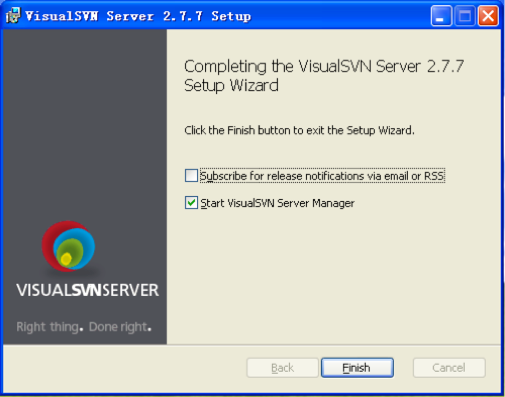 VisualSVN Server 2.7.7 Setup
Completing the VisualSVN Server 2.7.7
Setup Wizard
Click the Finish button to exit the Setup Wizard.
Subscribe for release notifications via email or RSS
Start VisualSVN Server Manager
VISUALSVNSERVER
Right thing. Done right.
Back Finish Cancel